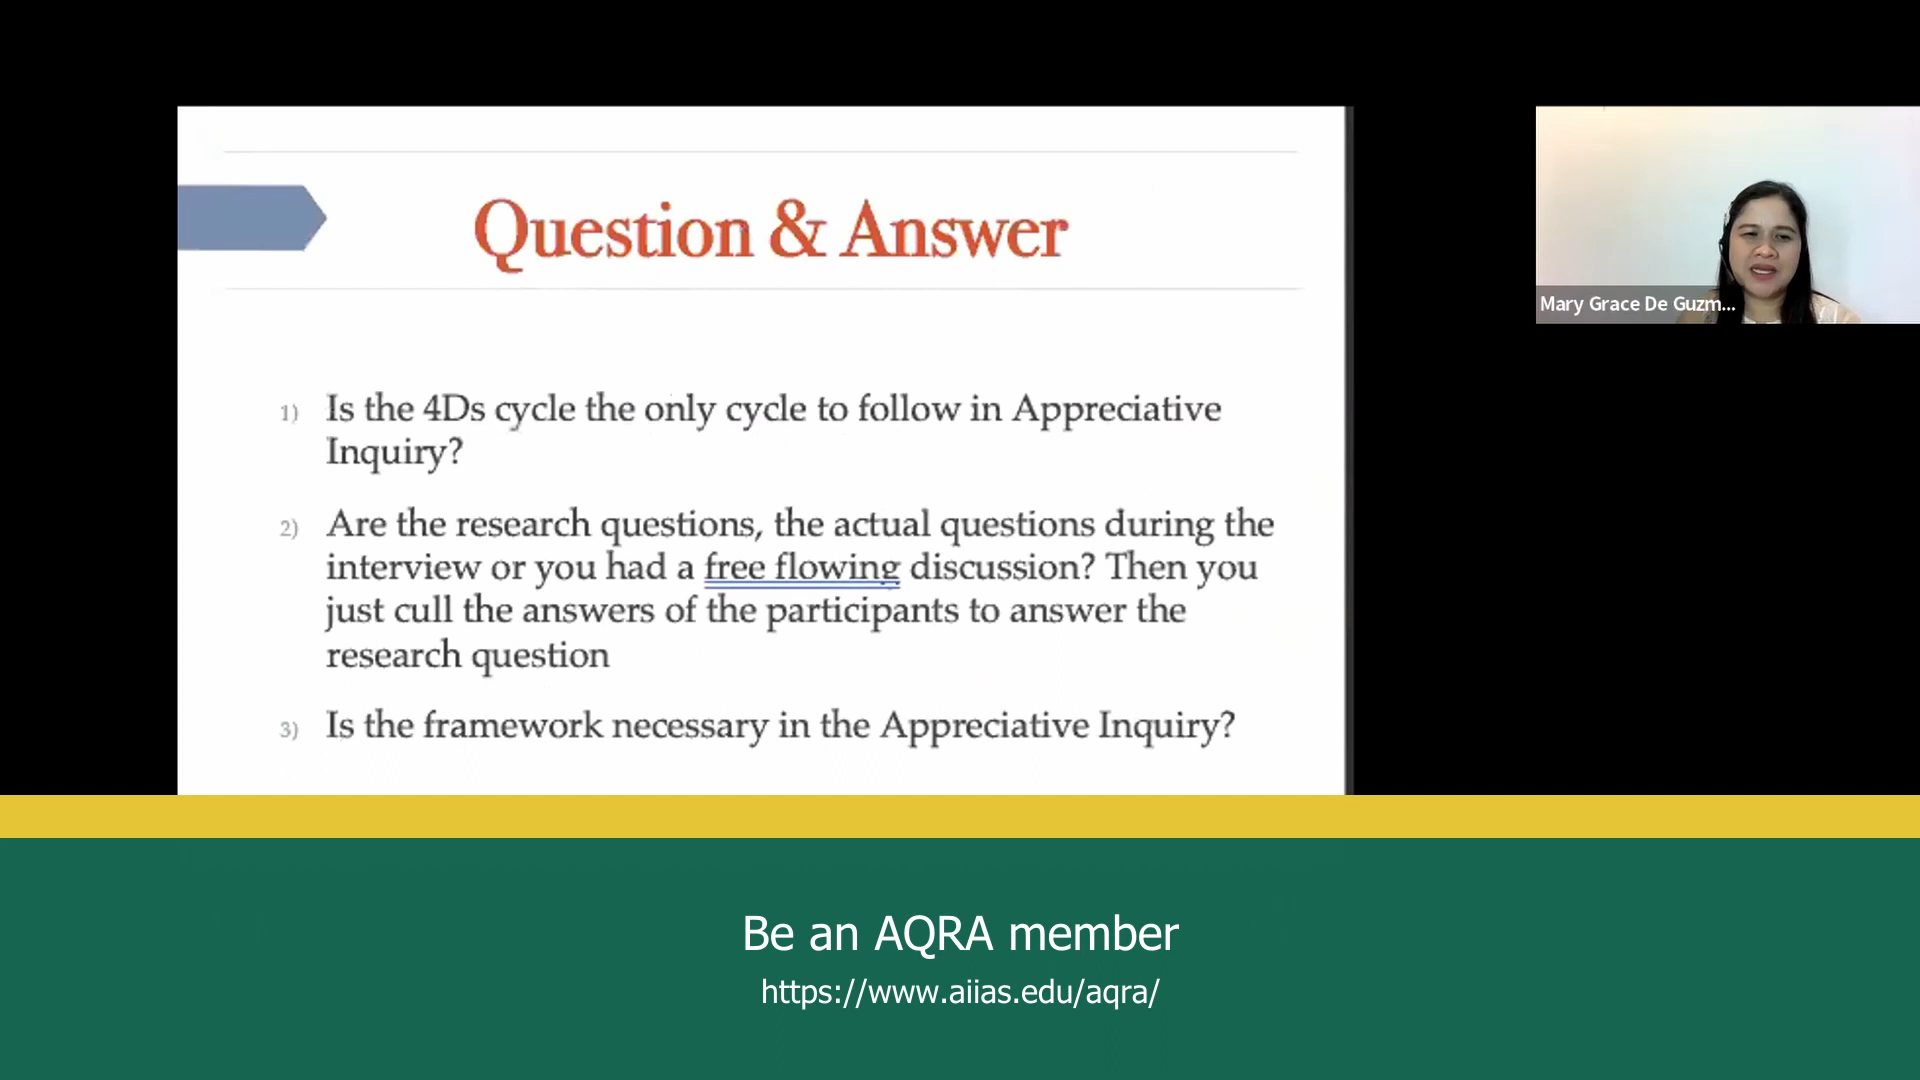 Question & Answer
1) Is the 4Ds cycle the only cycle to follow in Appreciative
Inquiry?
2) Are the research questions, the actual questions during the
interview or you had a free flowing discussion? Then you
just cull the answers of the participants to answer the
research question
3) Is the framework necessary in the Appreciative Inquiry?
Mary Grace De Guzm...
Be an AQRA member
https://www.aiias.edu/aqra/